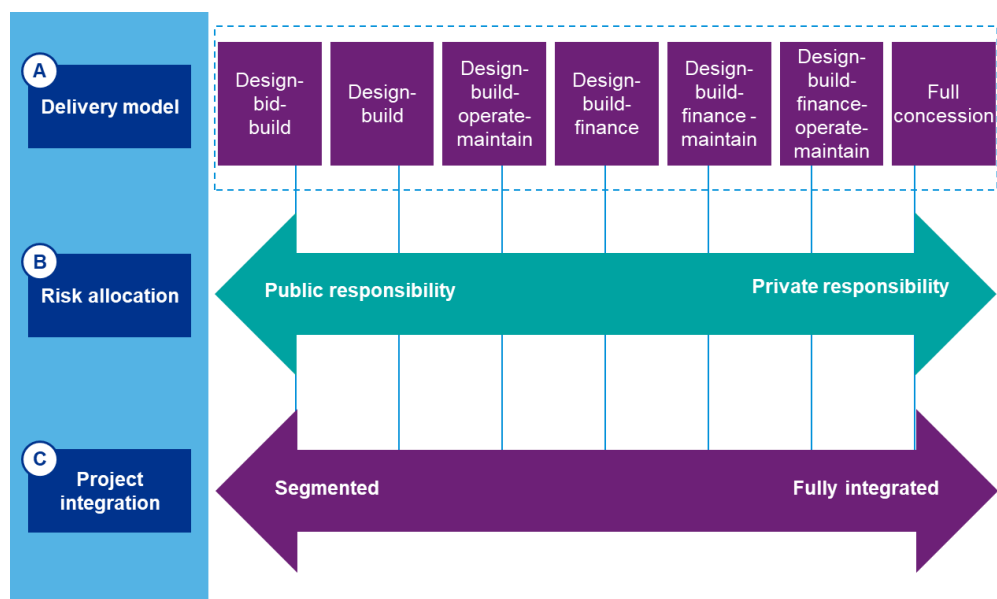 A
Delivery model
Design-
bid-
build
Design-
build
Design-
build-
operate-
maintain
Design-
build-
finance
Design-
build-
finance -
maintain
Design-
build-
finance-
operate-
maintain
Full
concession
B
Risk allocation
Public responsibility
Private responsibility
C
Project
integration
Segmented
Fully integrated